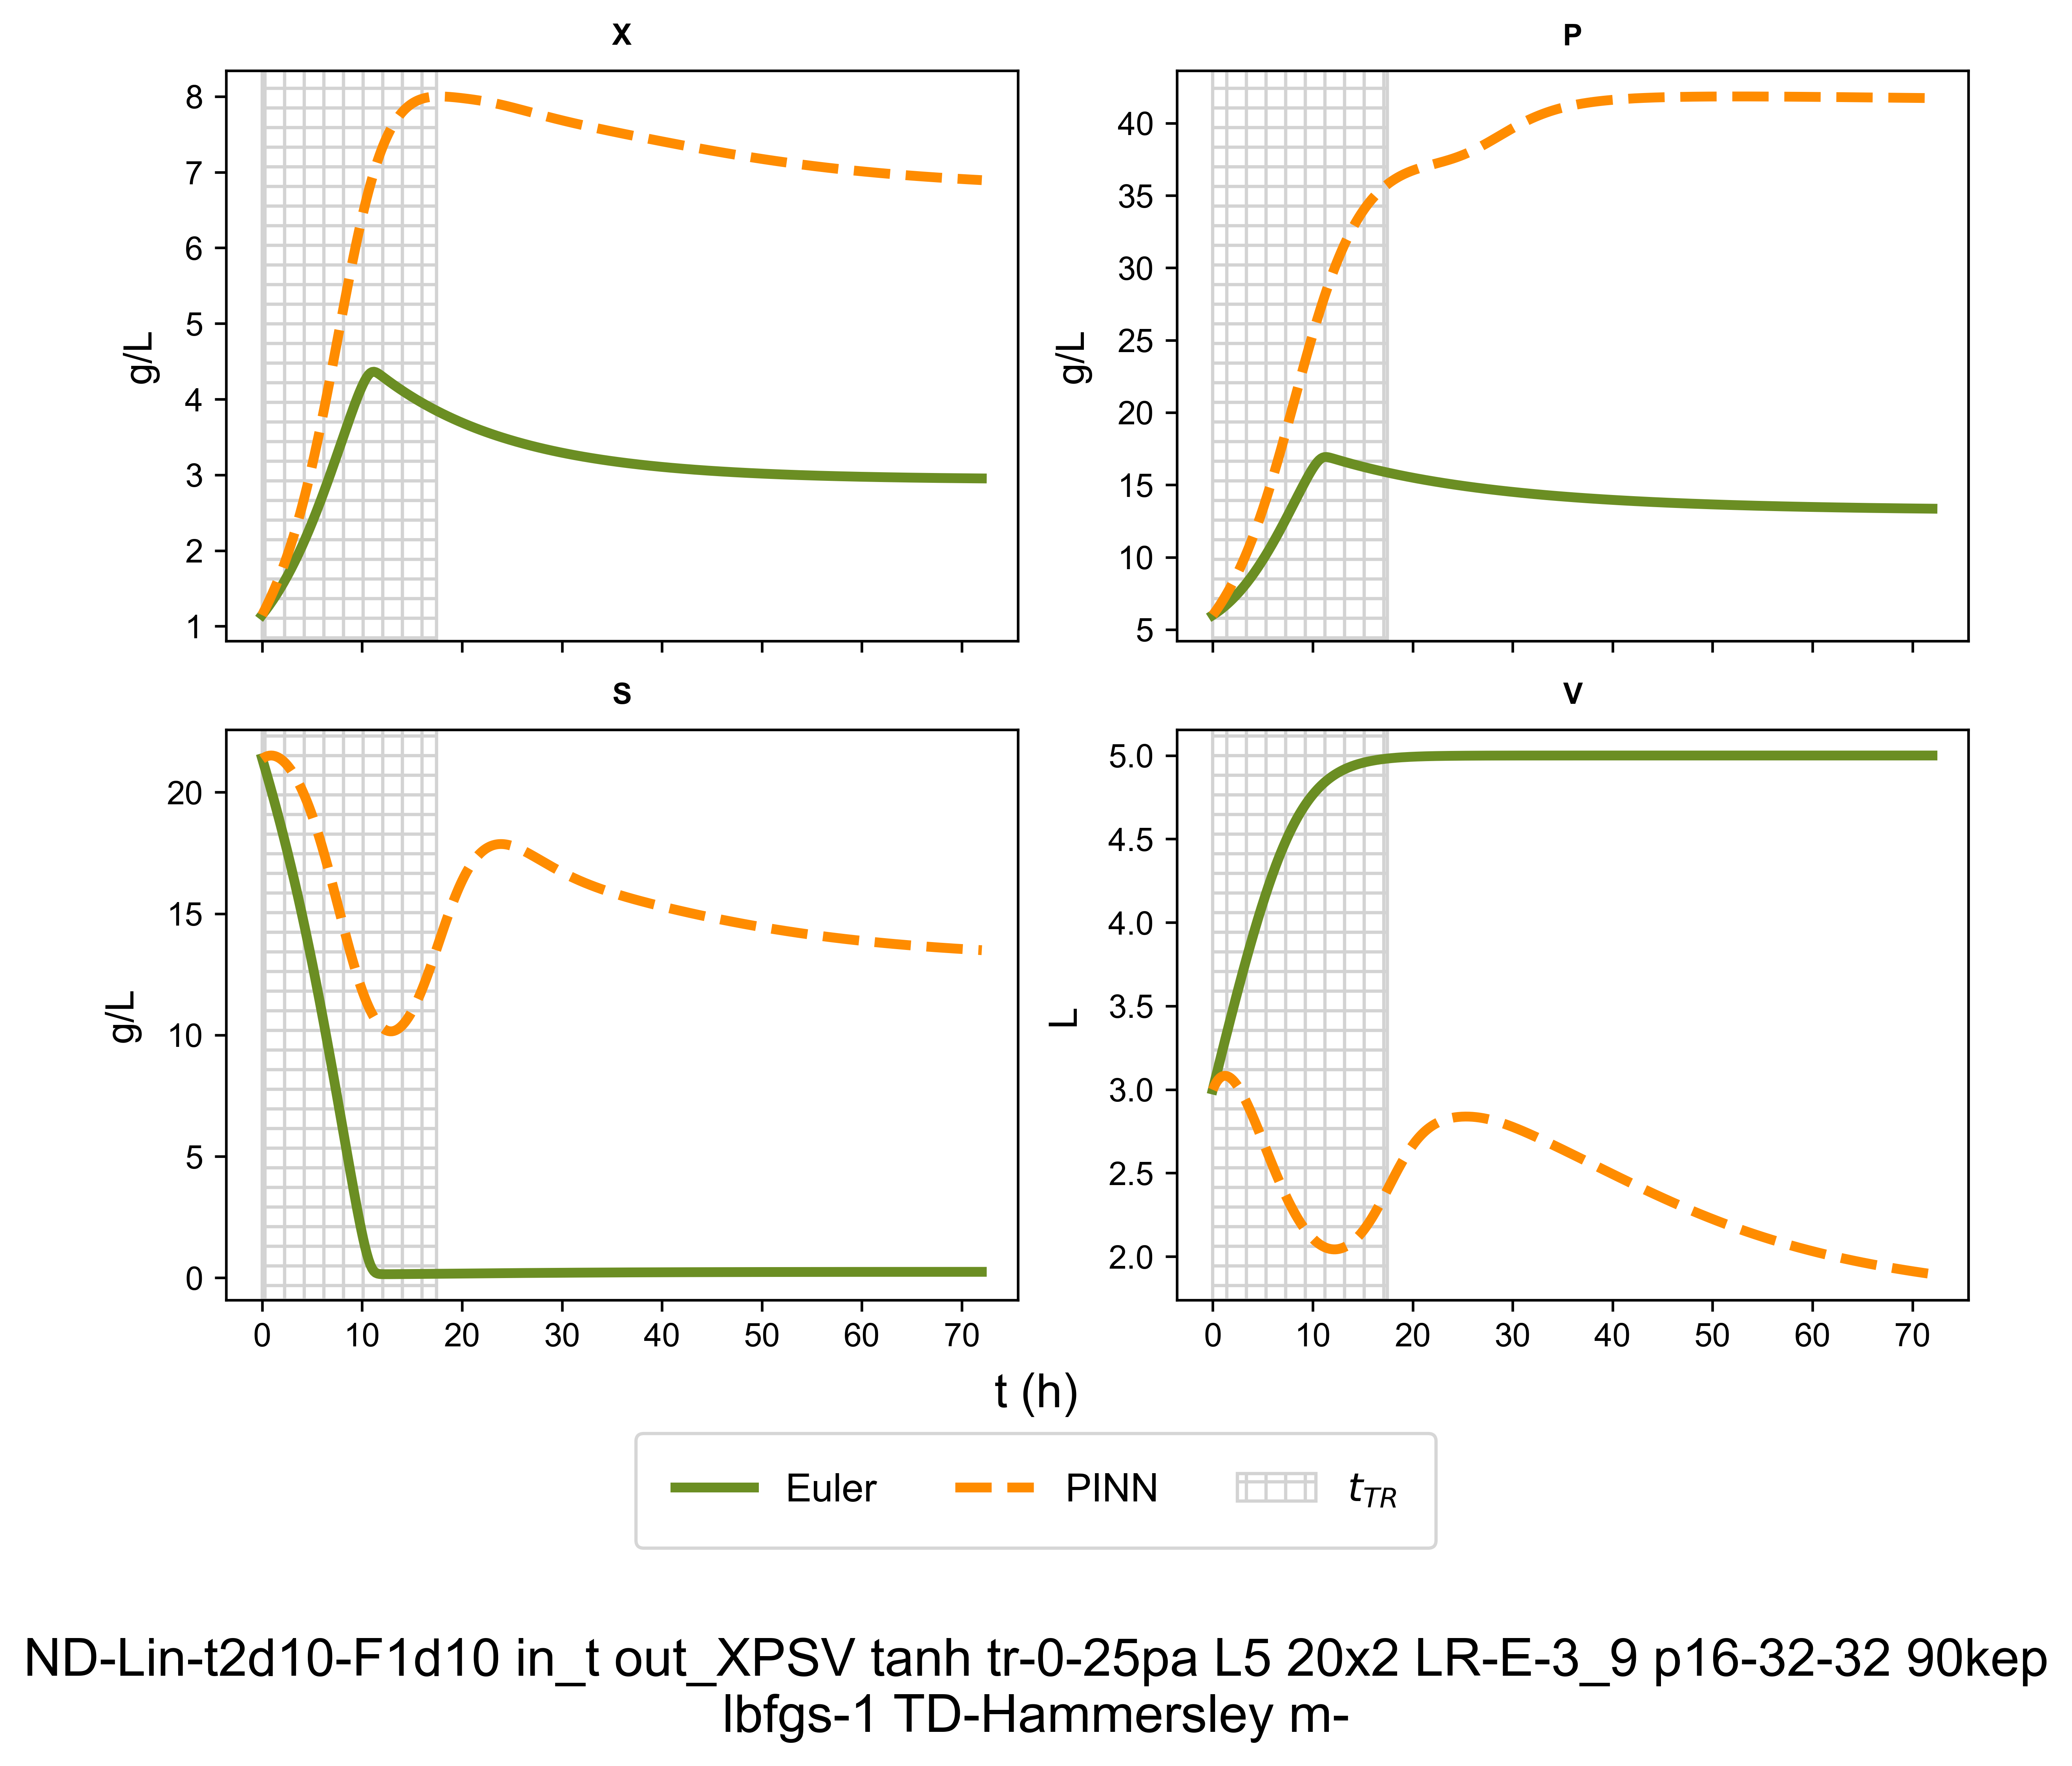 X
P
8
7
6
5
4
3
2
1
g/L
40
35
30
25
20
15
10
5
g/L
S
V
20
15
10
5
0
g/L
5.0
4.5
4.0
3.5
3.0
2.5
2.0
L
0 10 20 30 40 50 60 70
0 10 20 30 40 50 60 70
t (h)
Euler PINN t_TR
ND-Lin-t2d10-F1d10 in_t out_XPSV tanh tr-0-25pa L5 20x2 LR-E-3_9 p16-32-32 90kep
lbfgs-1 TD-Hammersley m-